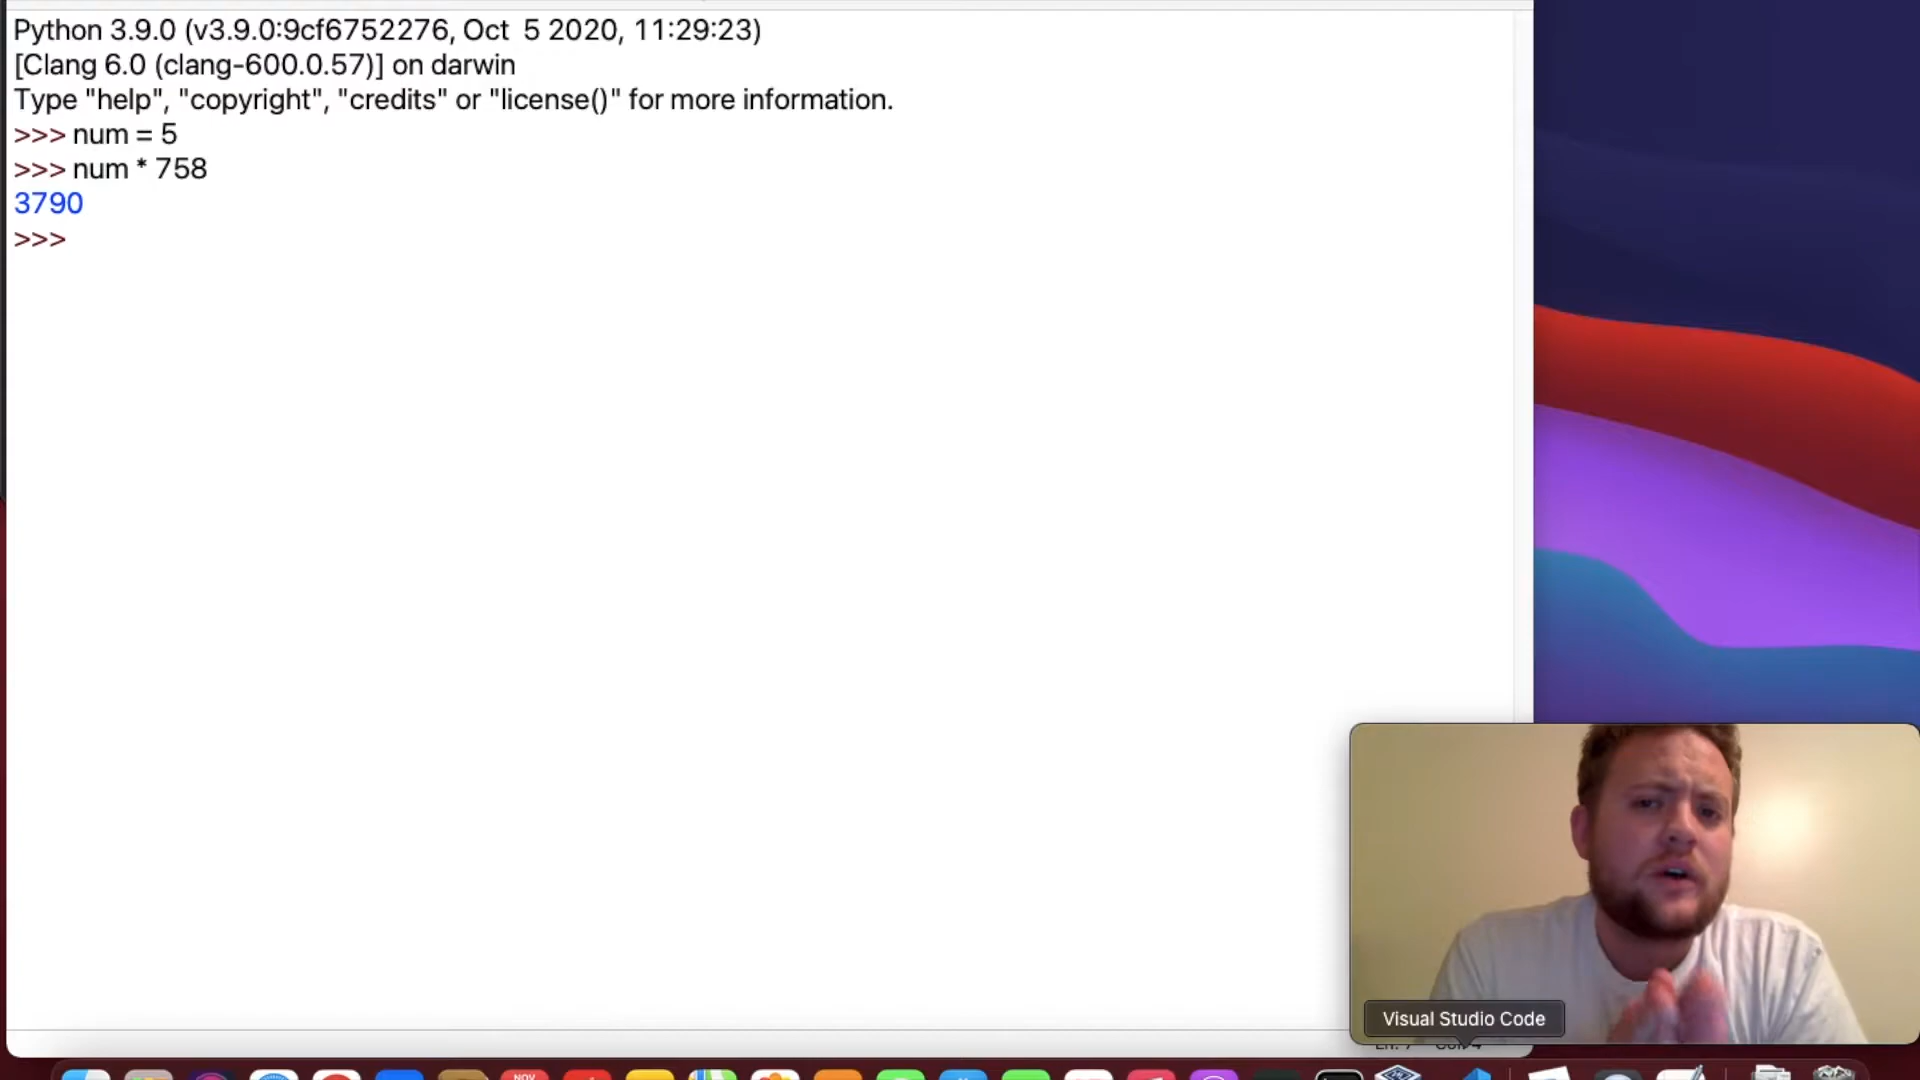 Python 3.9.0 (v3.9.0:9cf6752276, Oct  5 2020, 11:29:23)
[Clang 6.0 (clang-600.0.57)] on darwin
Type "help", "copyright", "credits" or "license()" for more information.
>>> num = 5
>>> num * 758
3790
>>>
Visual Studio Code
NOV